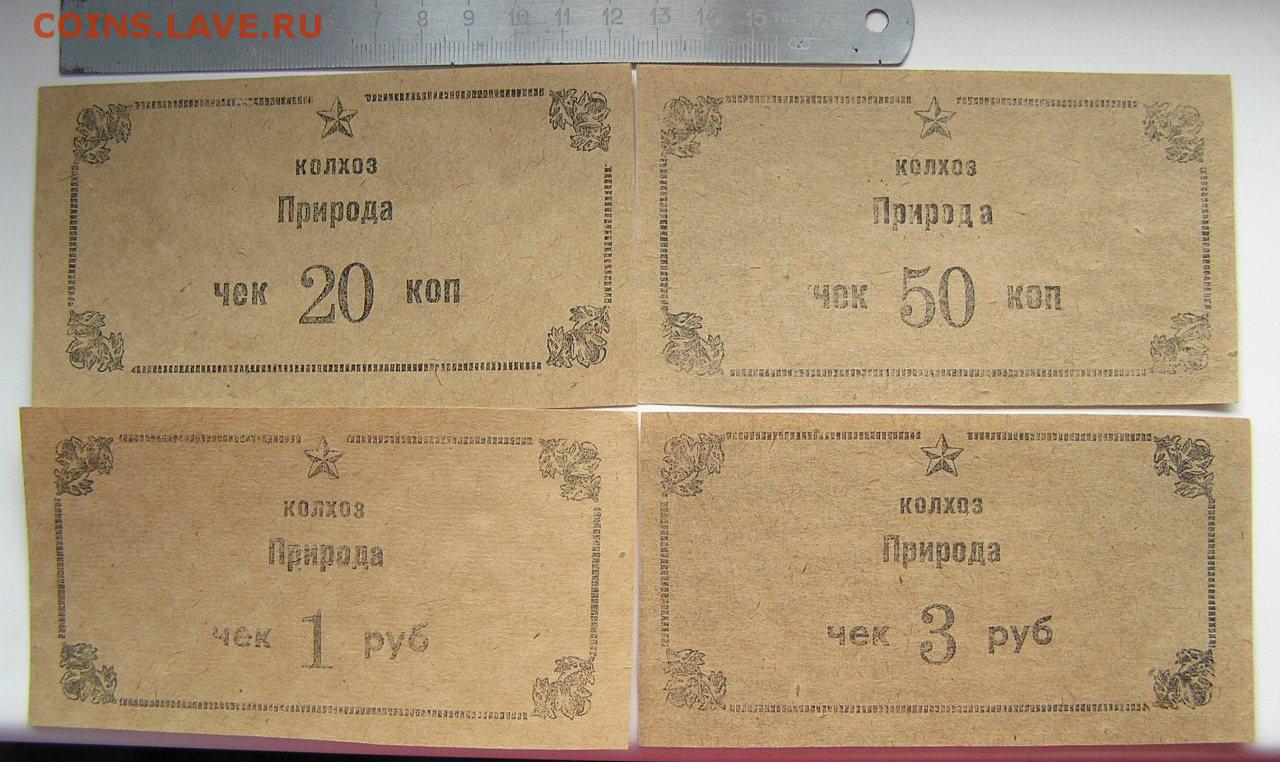 COINS.LAVE.RU
7 8 9 10 11 12 13 14 15
колхоз
Природа
чек 20 коп
колхоз
Природа
чек 50 коп
колхоз
Природа
чек 1 руб
колхоз
Природа
чек 3 руб